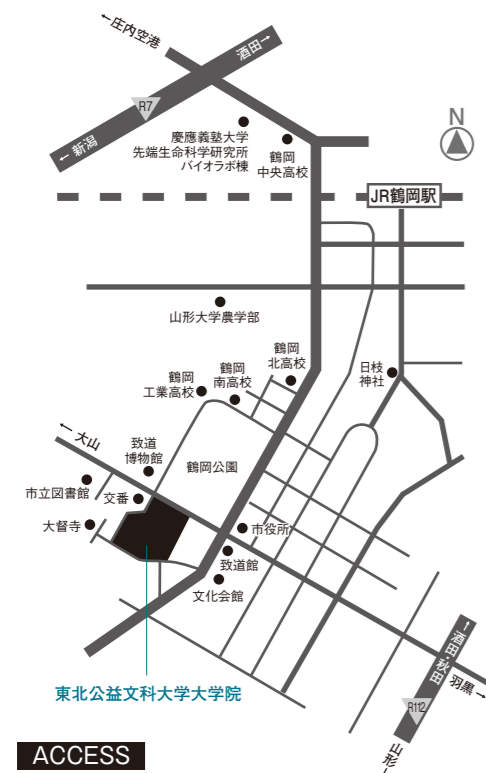 ←庄内空港
酒田→
R7
← 新潟
慶應義塾大学
先端生命科学研究所
バイオラボ棟
鶴岡
中央高校
N
JR鶴岡駅
山形大学農学部
鶴岡
北高校
鶴岡
南高校
鶴岡
工業高校
日枝
神社
← 大山
致道
博物館
鶴岡公園
市立図書館
交番
大督寺
市役所
致道館
文化会館
←酒田・秋田
羽黒→
R112
山形→
東北公益文科大学大学院
ACCESS